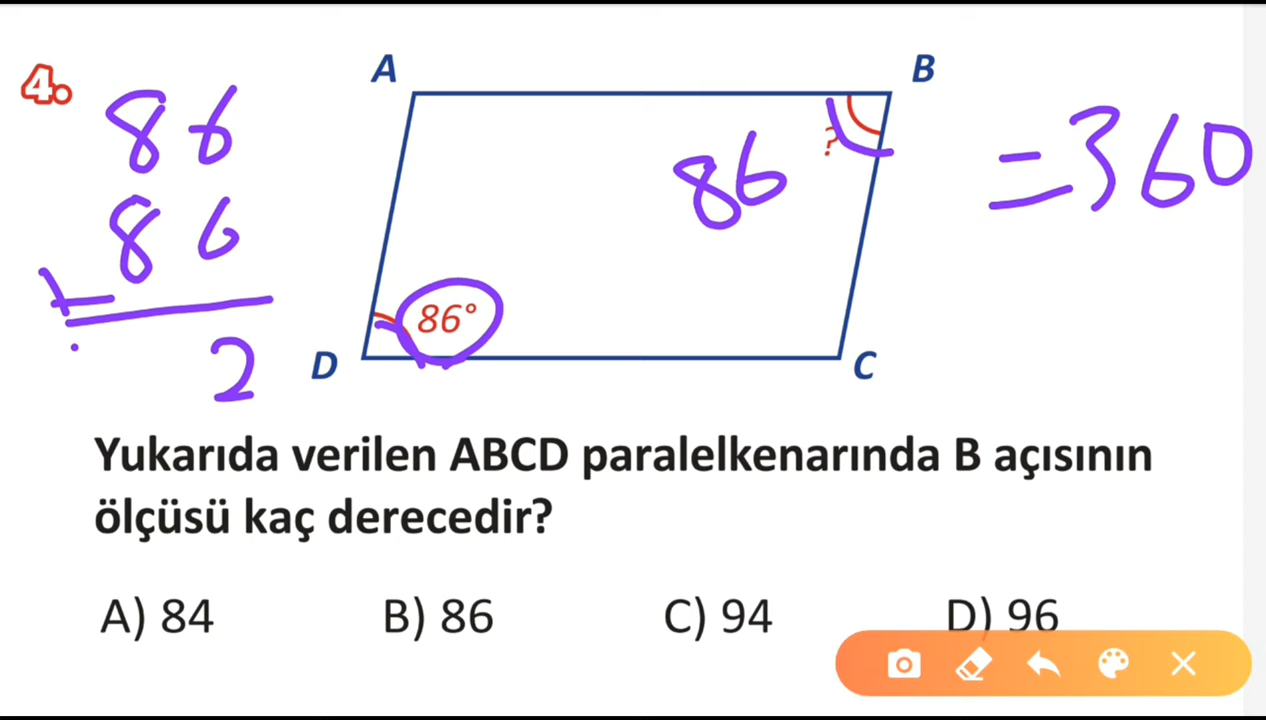 4.
86
86
+
2
A
B
?
86
= 360
86°
D
C
Yukarıda verilen ABCD paralelkenarında B açısının
ölçüsü kaç derecedir?
A) 84 B) 86 C) 94 D) 96